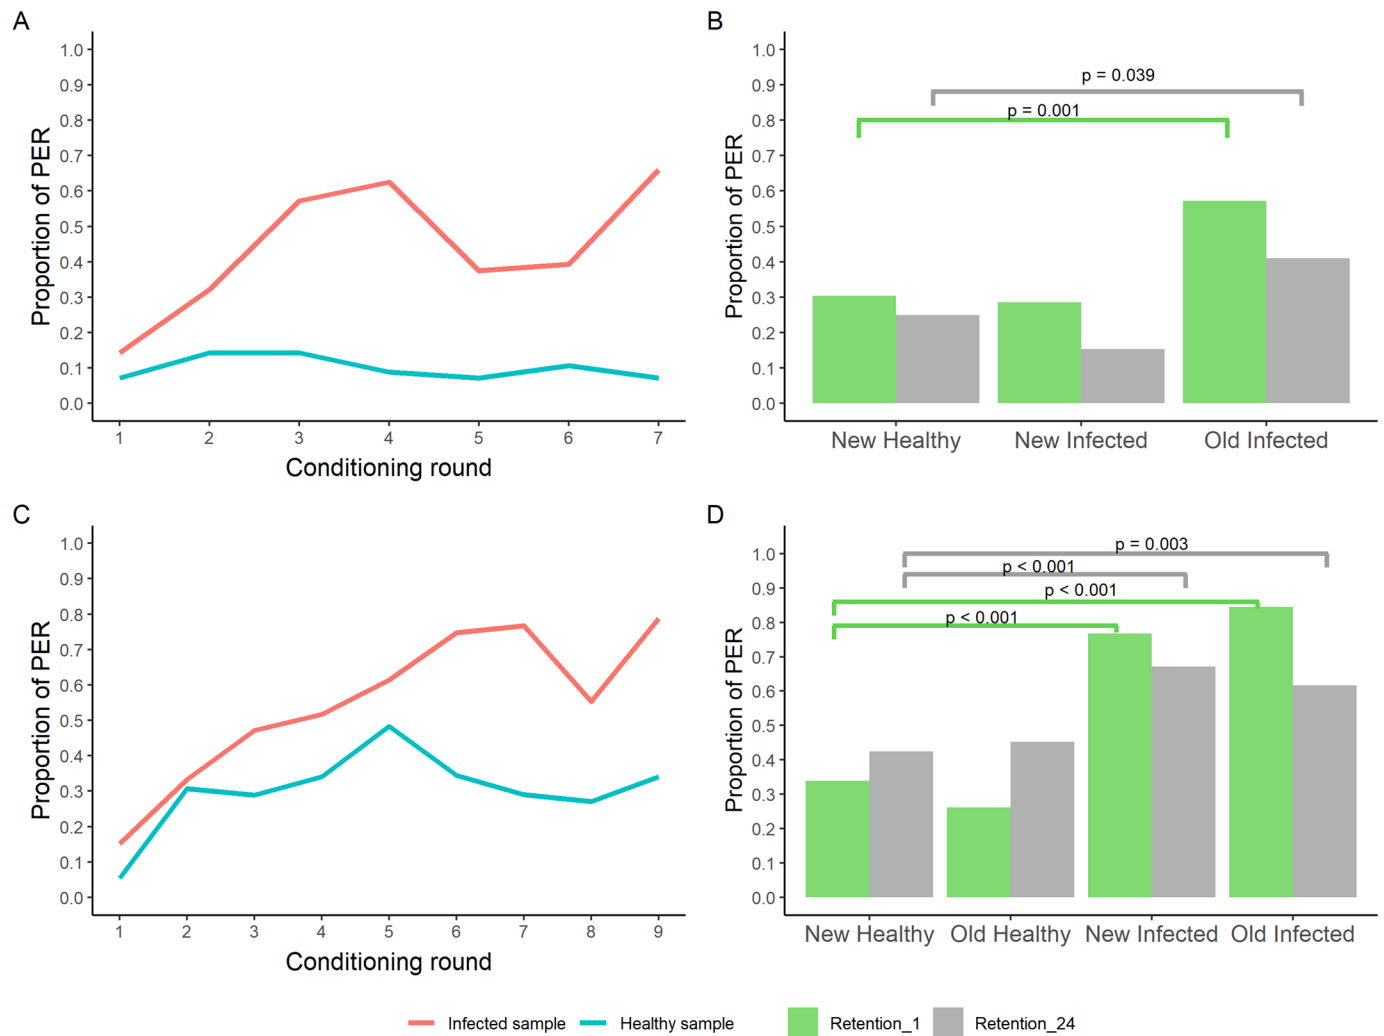 A
Proportion of PER
1.0
0.9
0.8
0.7
0.6
0.5
0.4
0.3
0.2
0.1
0.0
1 2 3 4 5 6 7
Conditioning round
B
Proportion of PER
1.0
0.9
0.8
0.7
0.6
0.5
0.4
0.3
0.2
0.1
0.0
p = 0.039
p = 0.001
New Healthy New Infected Old Infected
C
Proportion of PER
1.0
0.9
0.8
0.7
0.6
0.5
0.4
0.3
0.2
0.1
0.0
1 2 3 4 5 6 7 8 9
Conditioning round
D
Proportion of PER
1.0
0.9
0.8
0.7
0.6
0.5
0.4
0.3
0.2
0.1
0.0
p = 0.003
p < 0.001
p < 0.001
p < 0.001
New Healthy Old Healthy New Infected Old Infected
Infected sample Healthy sample Retention_1 Retention_24